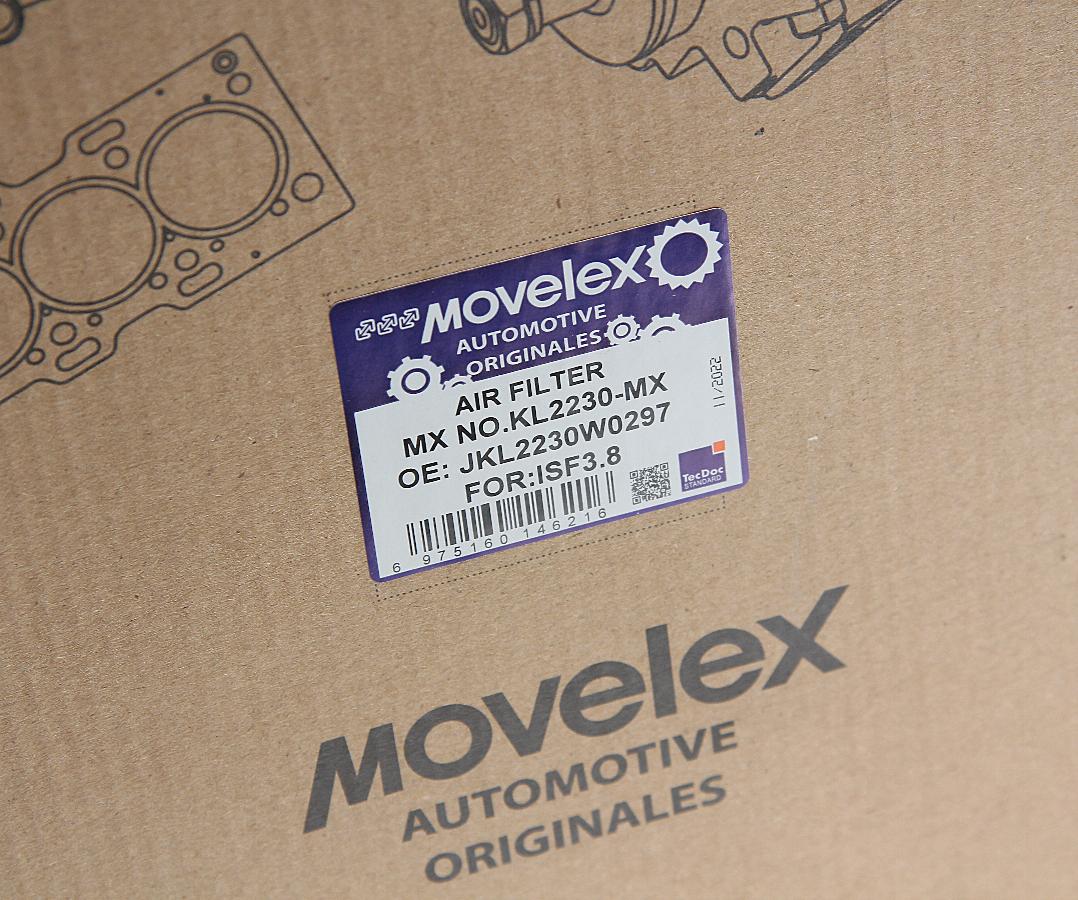 MOVelex
AUTOMOTIVE
ORIGINALES
AIR FILTER
MX NO.KL2230-MX
OE: JKL2230W0297
FOR:ISF3.8
11/2022
TecDoc
STANDARD
6 975160 146216
MOVelex
AUTOMOTIVE
ORIGINALES